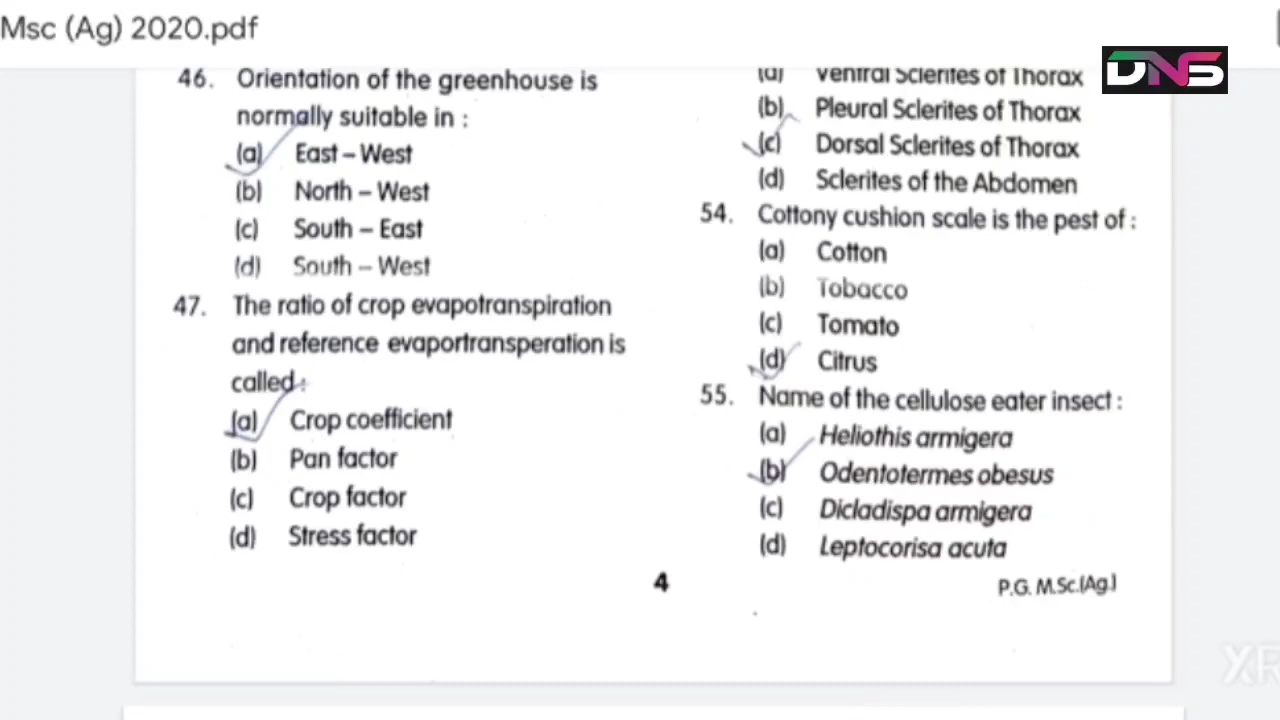 Msc (Ag) 2020.pdf
DNS
46. Orientation of the greenhouse is
normally suitable in :
(a) East – West
(b) North – West
(c) South – East
(d) South – West
47. The ratio of crop evapotranspiration
and reference evaportransperation is
called :
(a) Crop coefficient
(b) Pan factor
(c) Crop factor
(d) Stress factor
(a) Ventral Sclerites of Thorax
(b) Pleural Sclerites of Thorax
(c) Dorsal Sclerites of Thorax
(d) Sclerites of the Abdomen
54. Cottony cushion scale is the pest of :
(a) Cotton
(b) Tobacco
(c) Tomato
(d) Citrus
55. Name of the cellulose eater insect :
(a) Heliothis armigera
(b) Odentotermes obesus
(c) Dicladispa armigera
(d) Leptocorisa acuta
4
P.G. M.Sc.(Ag.)